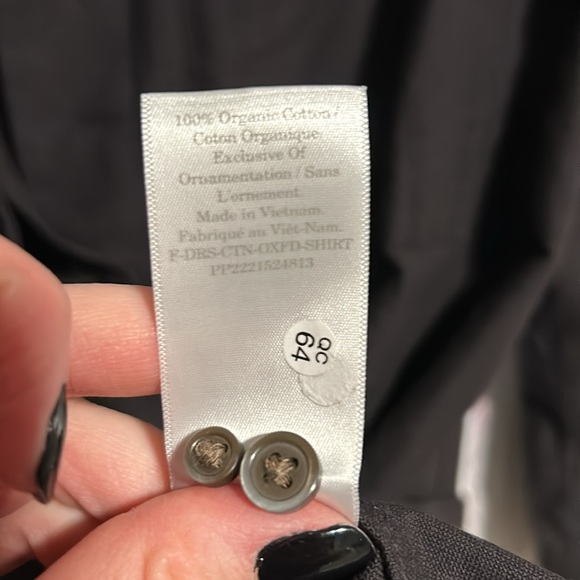 100% Organic Cotton /
Coton Organique.
Exclusive Of
Ornamentation / Sans
L'ornement.
Made in Vietnam.
Fabriqué au Viêt-Nam.
F-DRS-CTN-OXFD-SHIRT
PP2221524813
QC
64